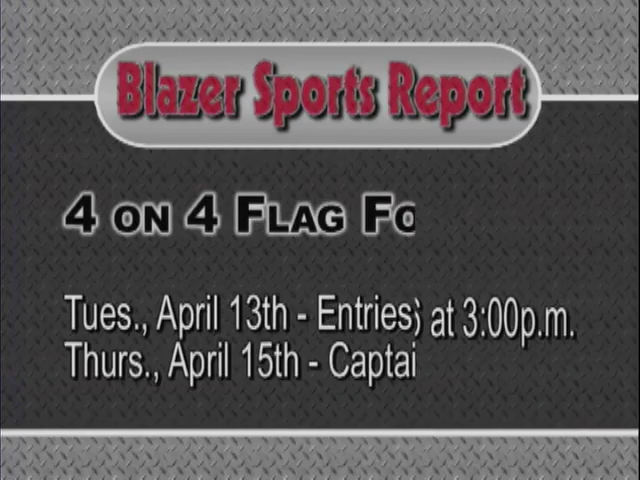 Blazer Sports Report
4 ON 4 FLAG FO
Tues., April 13th - Entries at 3:00p.m.
Thurs., April 15th - Captai